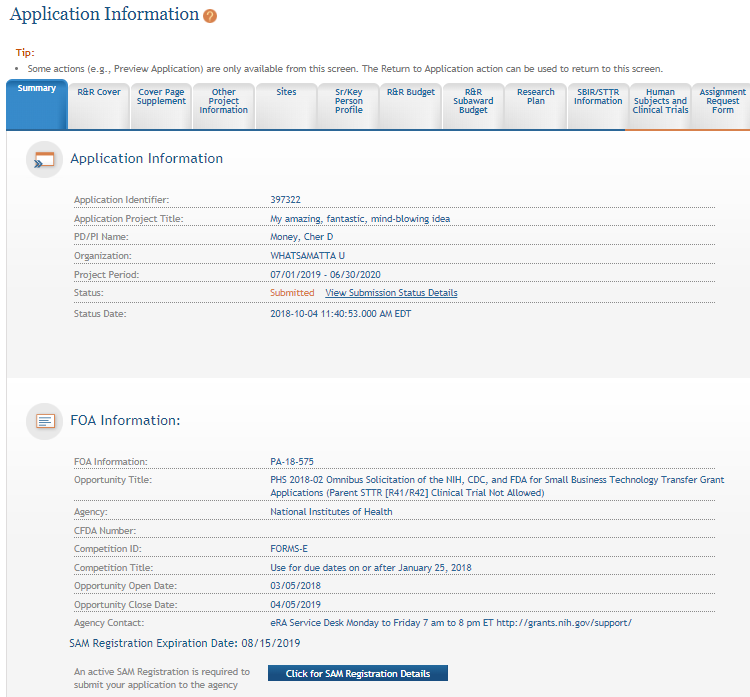 Application Information ?
Tip:
• Some actions (e.g., Preview Application) are only available from this screen. The Return to Application action can be used to return to this screen.
Summary
R&R Cover
Cover Page
Supplement
Other
Project
Information
Sites
Sr/Key
Person
Profile
R&R Budget
R&R
Subaward
Budget
Research
Plan
SBIR/STTR
Information
Human
Subjects and
Clinical Trials
Assignment
Request
Form
Application Information
Application Identifier: 397322
Application Project Title: My amazing, fantastic, mind-blowing idea
PD/PI Name: Money, Cher D
Organization: WHATSAMATTA U
Project Period: 07/01/2019 - 06/30/2020
Status: Submitted View Submission Status Details
Status Date: 2018-10-04 11:40:53.000 AM EDT
FOA Information:
FOA Information: PA-18-575
Opportunity Title: PHS 2018-02 Omnibus Solicitation of the NIH, CDC, and FDA for Small Business Technology Transfer Grant
Applications (Parent STTR [R41/R42] Clinical Trial Not Allowed)
Agency: National Institutes of Health
CFDA Number:
Competition ID: FORMS-E
Competition Title: Use for due dates on or after January 25, 2018
Opportunity Open Date: 03/05/2018
Opportunity Close Date: 04/05/2019
Agency Contact: eRA Service Desk Monday to Friday 7 am to 8 pm ET http://grants.nih.gov/support/
SAM Registration Expiration Date: 08/15/2019
An active SAM Registration is required to
submit your application to the agency
Click for SAM Registration Details